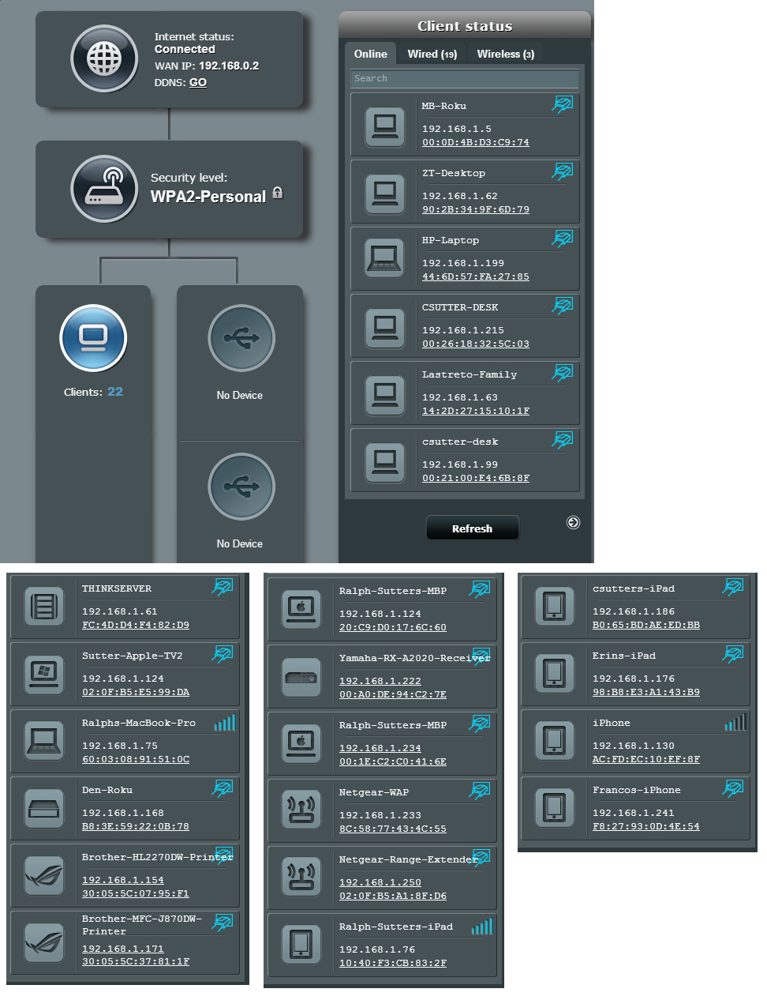 Internet status:
Connected
WAN IP: 192.168.0.2
DDNS: GO
Security level:
WPA2-Personal
Clients: 22
No Device
No Device
Client status
Online Wired (19) Wireless (3)
Search
MB-Roku
192.168.1.5
00:0D:4B:D3:C9:74
ZT-Desktop
192.168.1.62
90:2B:34:9F:6D:79
HP-Laptop
192.168.1.199
44:6D:57:FA:27:85
CSUTTER-DESK
192.168.1.215
00:26:18:32:5C:03
Lastreto-Family
192.168.1.63
14:2D:27:15:10:1F
csutter-desk
192.168.1.99
00:21:00:E4:6B:8F
Refresh
THINKSERVER
192.168.1.61
FC:4D:D4:F4:82:D9
Sutter-Apple-TV2
192.168.1.124
02:0F:B5:E5:99:DA
Ralphs-MacBook-Pro
192.168.1.75
60:03:08:91:51:0C
Den-Roku
192.168.1.168
B8:3E:59:22:0B:78
Brother-HL2270DW-Printer
192.168.1.154
30:05:5C:07:95:F1
Brother-MFC-J870DW-
Printer
192.168.1.171
30:05:5C:37:81:1F
Ralph-Sutters-MBP
192.168.1.124
20:C9:D0:17:6C:60
Yamaha-RX-A2020-Receiver
192.168.1.222
00:A0:DE:94:C2:7E
Ralph-Sutters-MBP
192.168.1.234
00:1E:C2:C0:41:6E
Netgear-WAP
192.168.1.233
8C:58:77:43:4C:55
Netgear-Range-Extender
192.168.1.250
02:0F:B5:A1:8F:D6
Ralph-Sutters-iPad
192.168.1.76
10:40:F3:CB:83:2F
csutters-iPad
192.168.1.186
B0:65:BD:AE:ED:BB
Erins-iPad
192.168.1.176
98:B8:E3:A1:43:B9
iPhone
192.168.1.130
AC:FD:EC:10:EF:8F
Francos-iPhone
192.168.1.241
F8:27:93:0D:4E:54